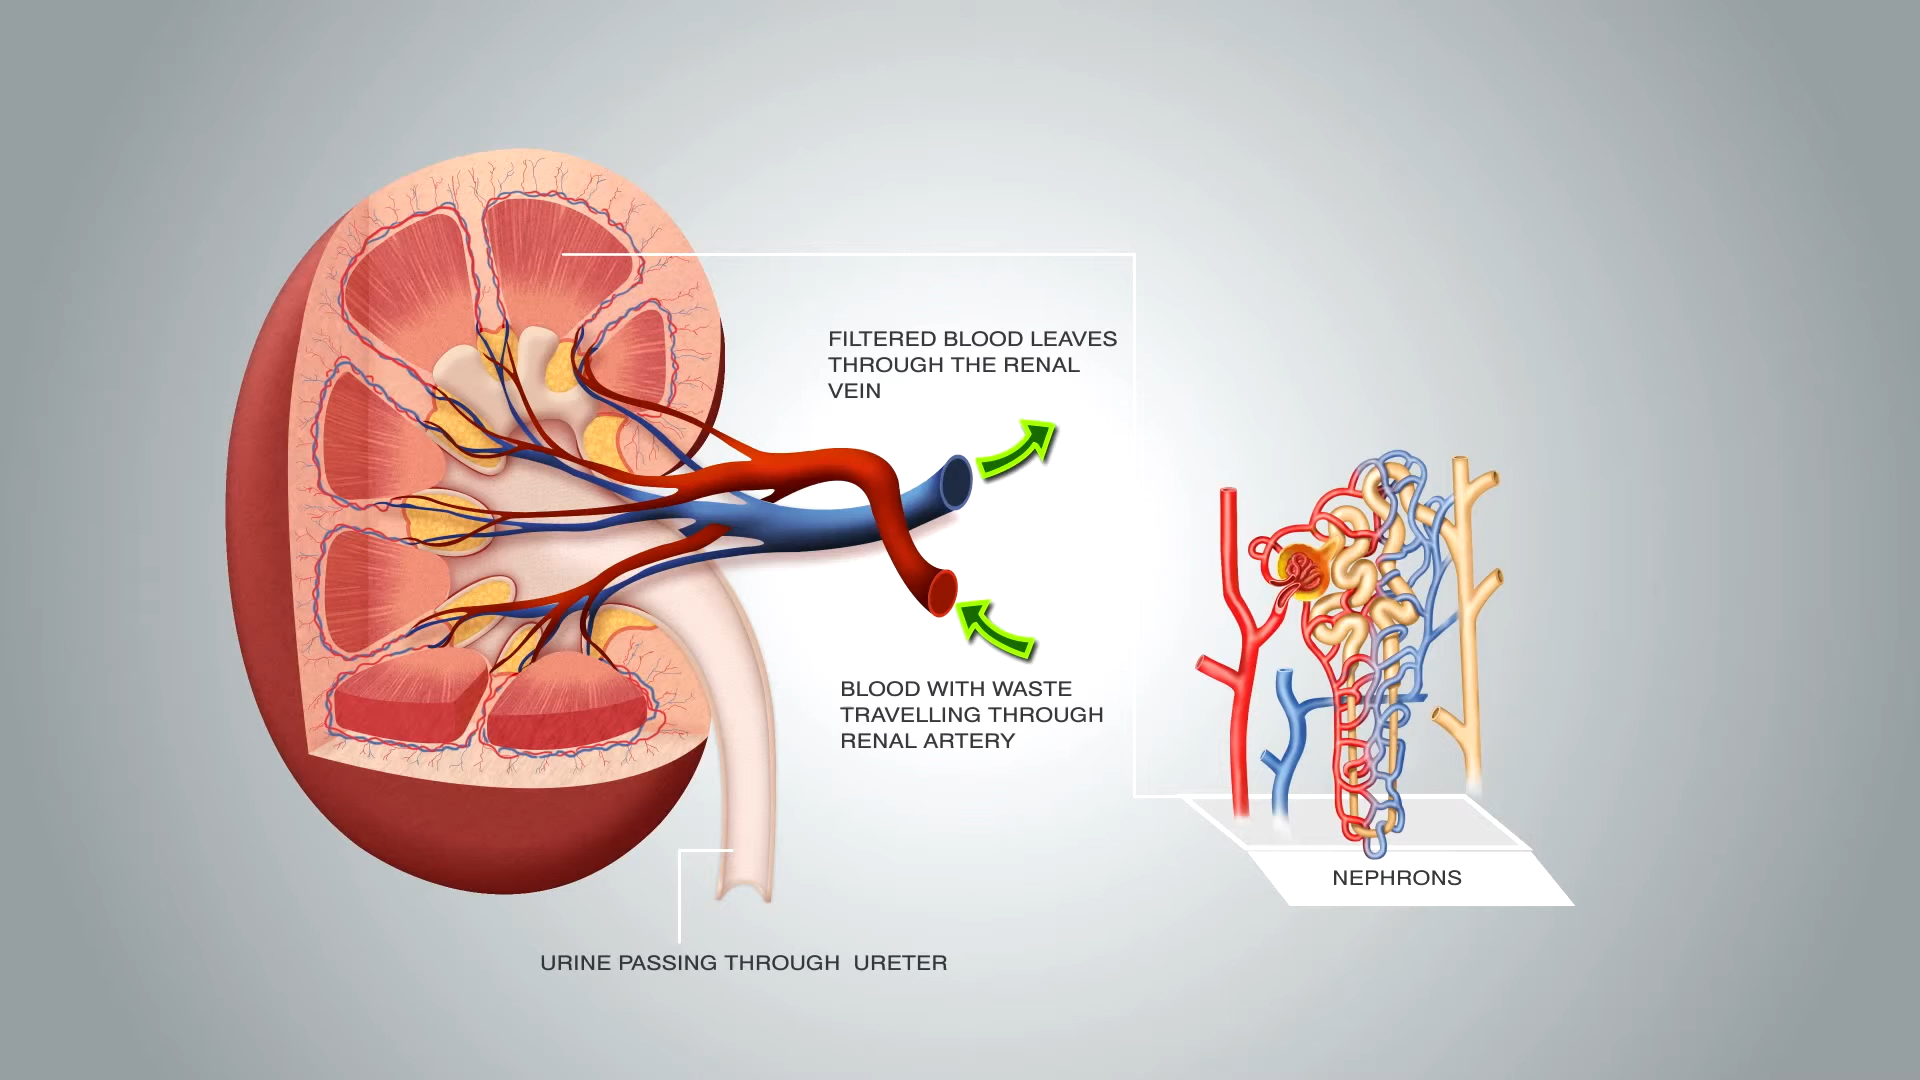 FILTERED BLOOD LEAVES
THROUGH THE RENAL
VEIN
BLOOD WITH WASTE
TRAVELLING THROUGH
RENAL ARTERY
NEPHRONS
URINE PASSING THROUGH  URETER